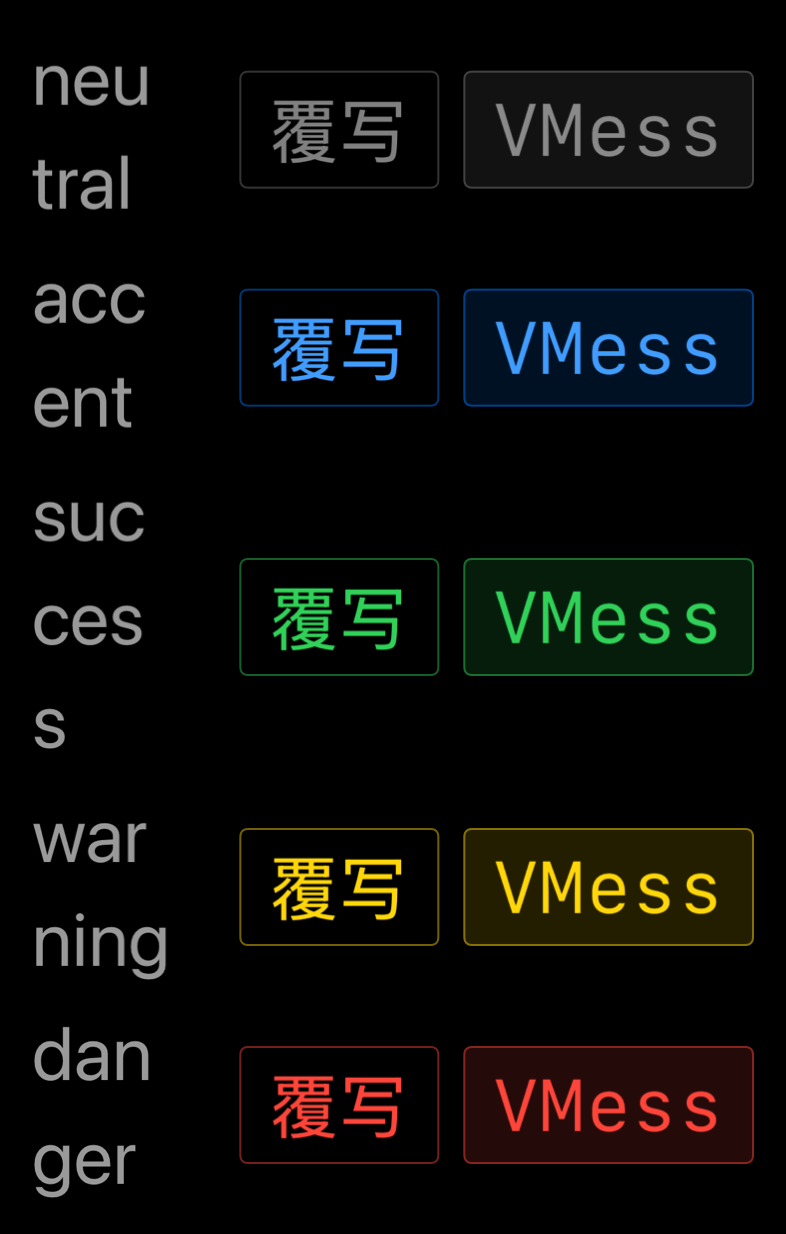 neu
tral
覆写 VMess
acc
ent
覆写 VMess
suc
ces
s
覆写 VMess
war
ning
覆写 VMess
dan
ger
覆写 VMess